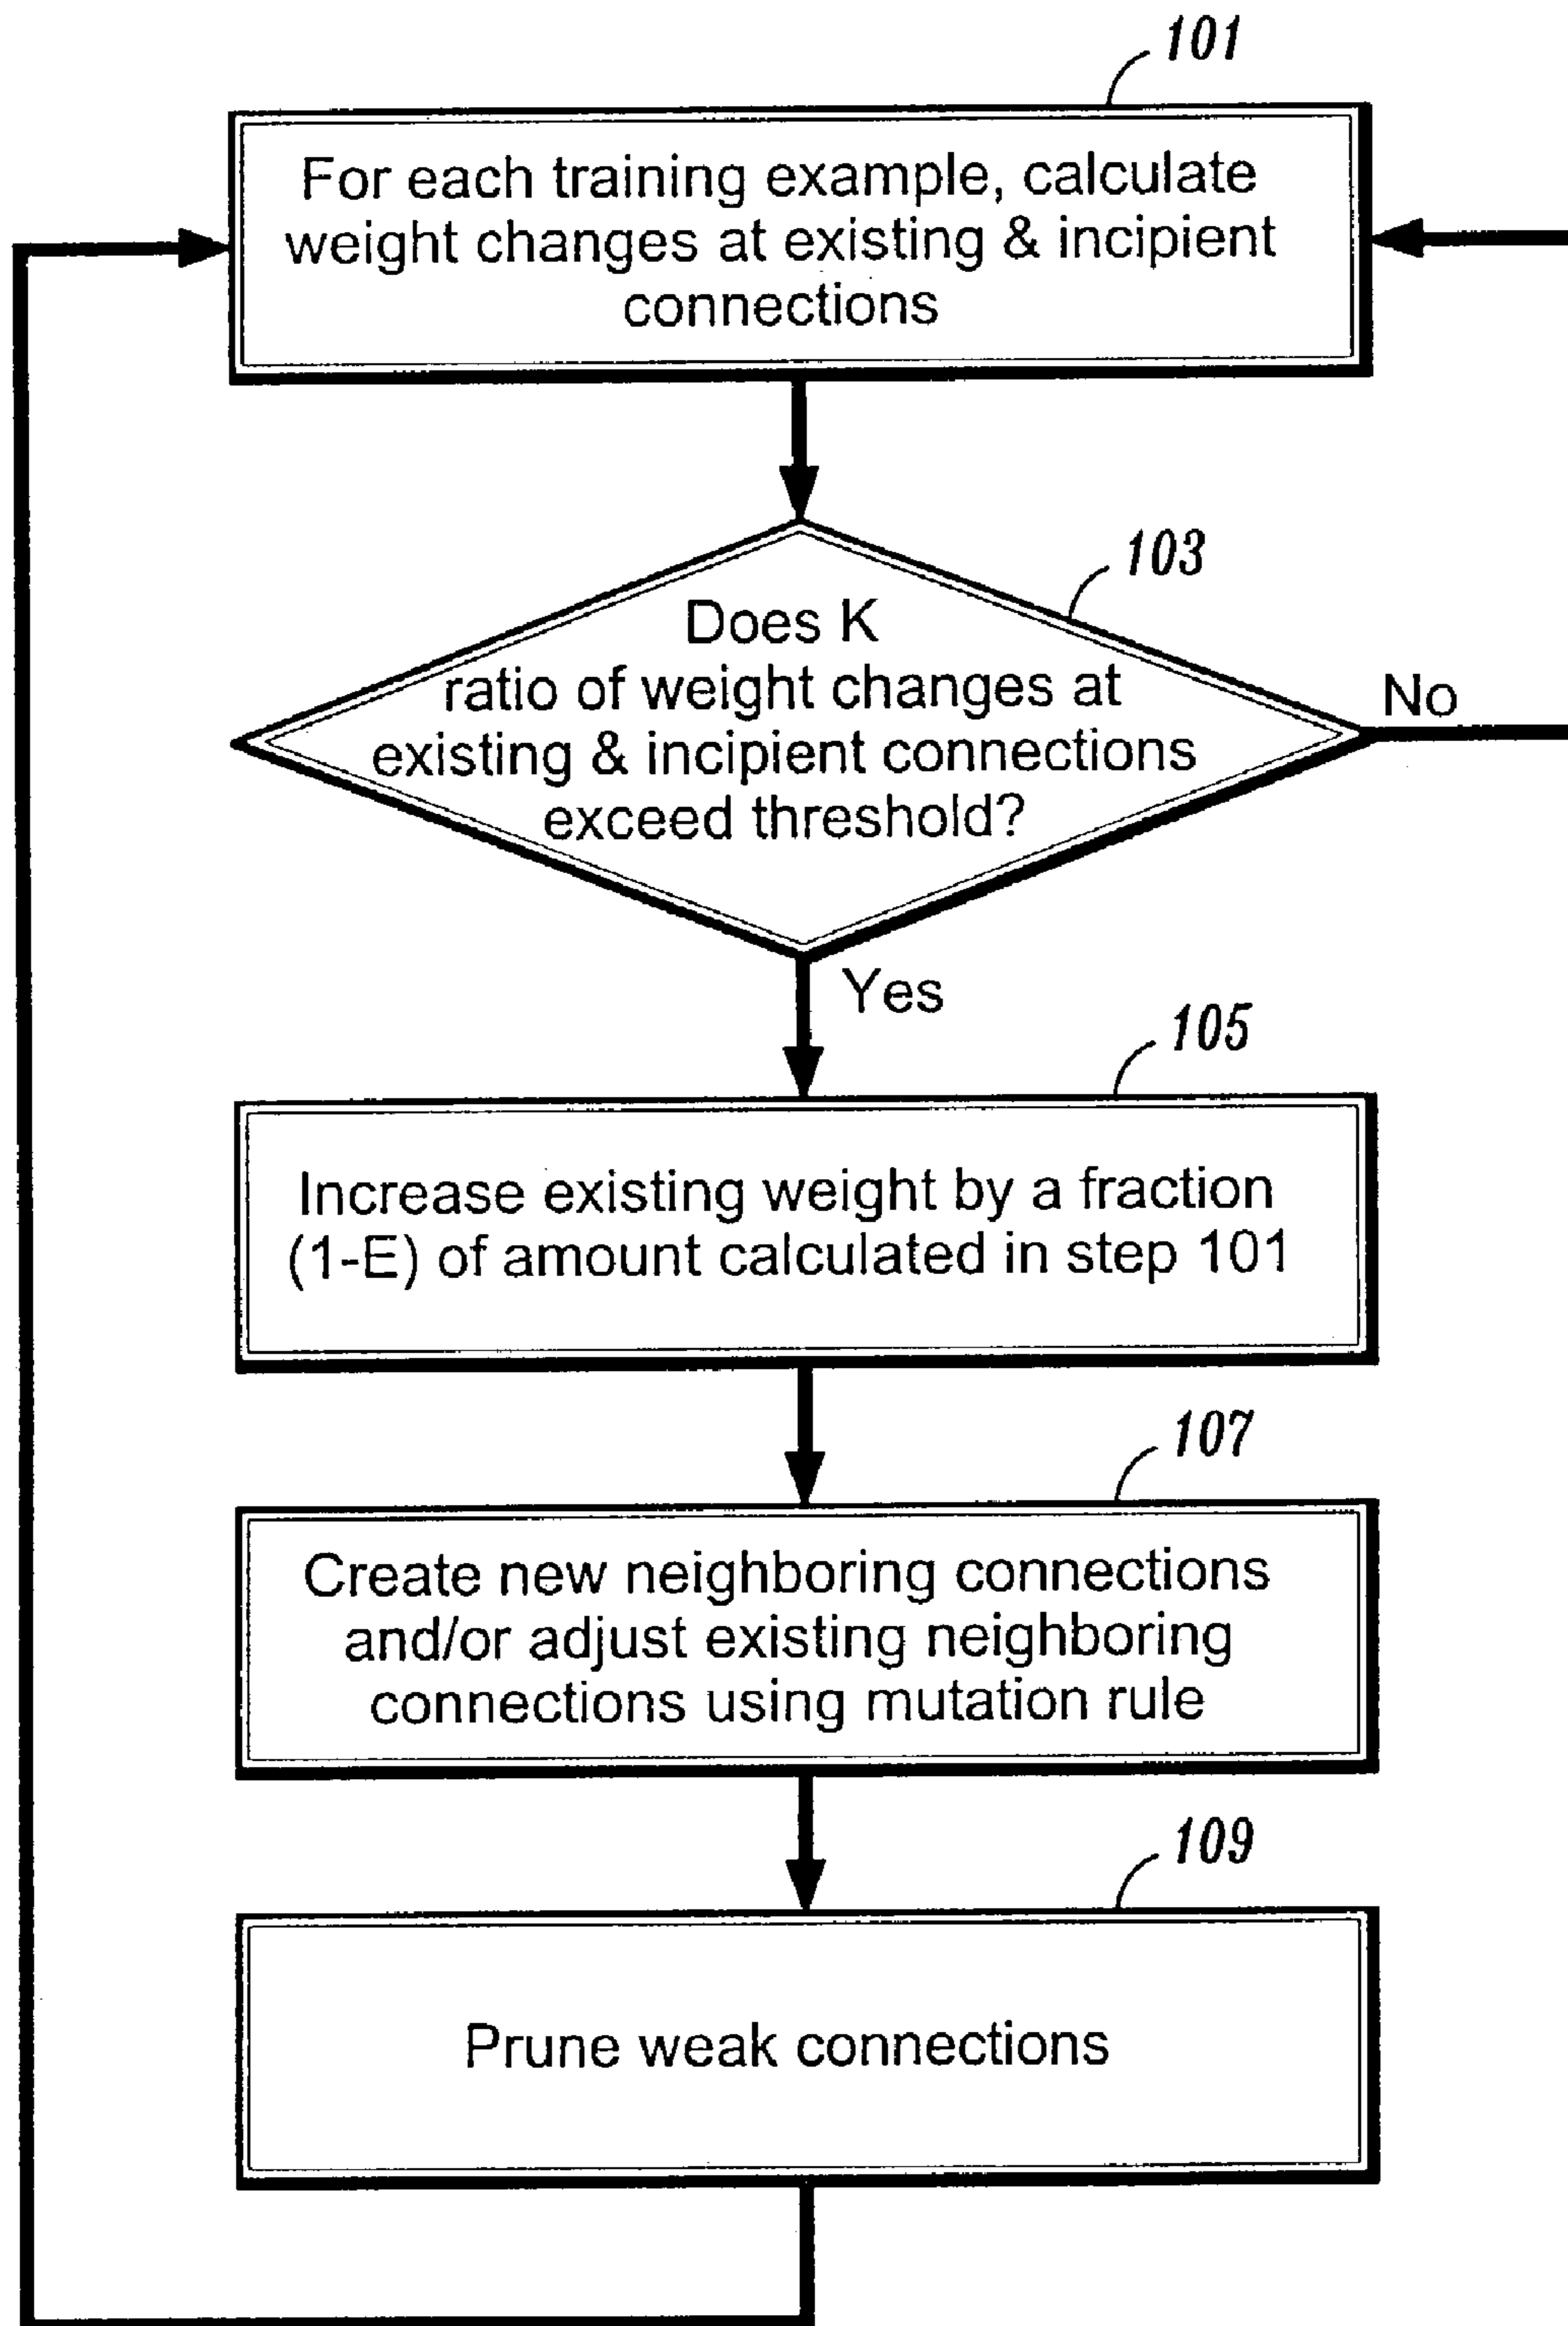 101
For each training example, calculate
weight changes at existing & incipient
connections
103
Does K
ratio of weight changes at
existing & incipient connections
exceed threshold?
No
Yes
105
Increase existing weight by a fraction
(1-E) of amount calculated in step 101
107
Create new neighboring connections
and/or adjust existing neighboring
connections using mutation rule
109
Prune weak connections